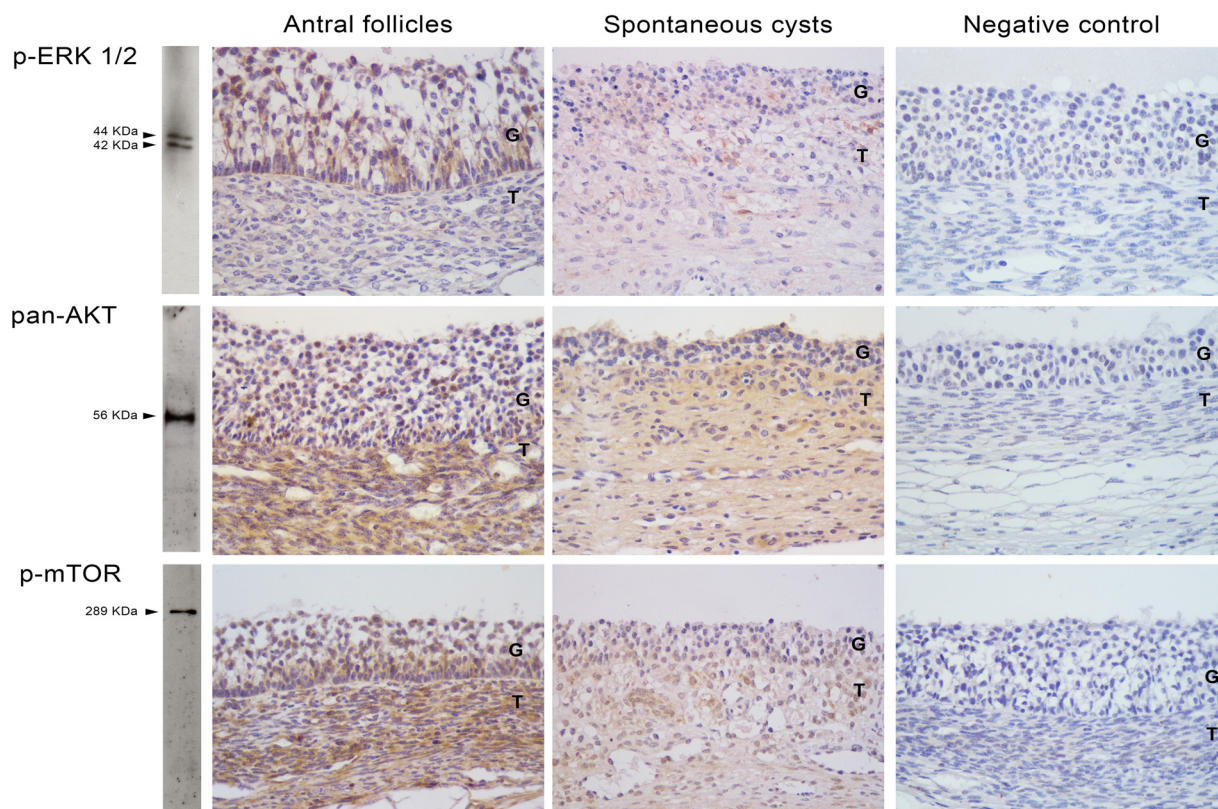 Antral follicles
Spontaneous cysts
Negative control
p-ERK 1/2
44 KDa
42 KDa
G
T
G
T
G
T
pan-AKT
56 KDa
G
T
G
T
G
T
p-mTOR
289 KDa
G
T
G
T
G
T